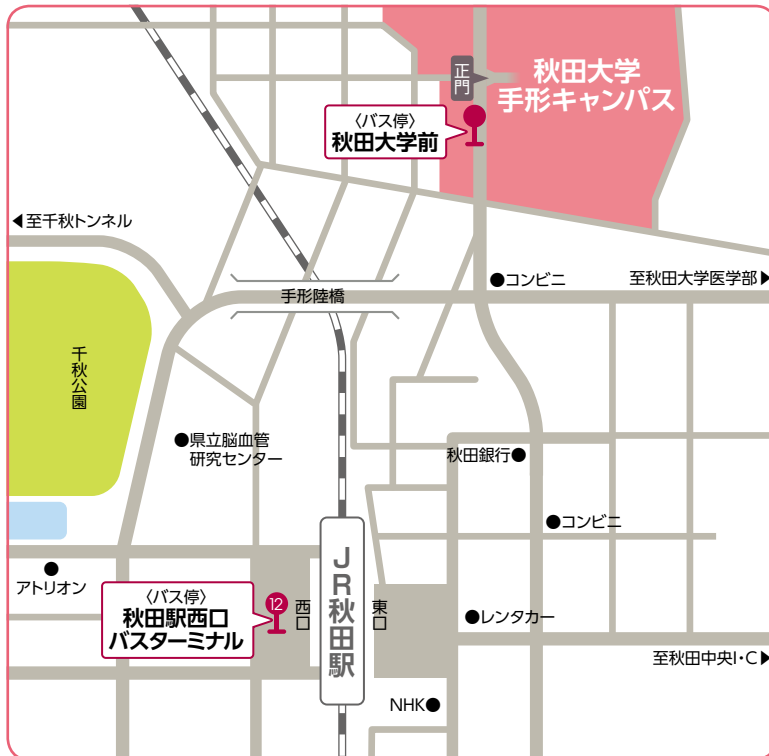 秋田大学
手形キャンパス
正門
〈バス停〉
秋田大学前
◀至千秋トンネル
●コンビニ
至秋田大学医学部▶
手形陸橋
千秋公園
●県立脳血管
研究センター
秋田銀行●
●コンビニ
アトリオン
〈バス停〉
秋田駅西口
バスターミナル
12
西口
JR秋田駅
東口
●レンタカー
至秋田中央I・C▶
NHK●